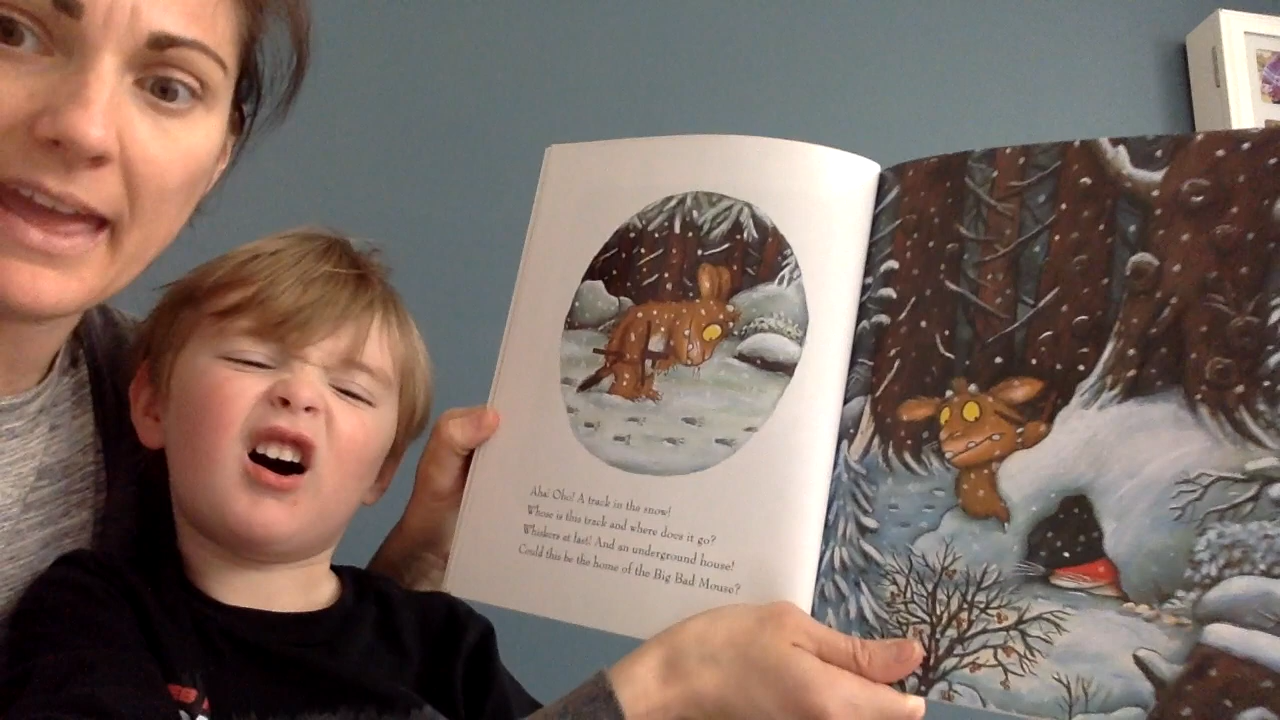 Aha! Oho! A track in the snow!
Whose is this track and where does it go?
Whiskers at last! And an underground house!
Could this be the home of the Big Bad Mouse?